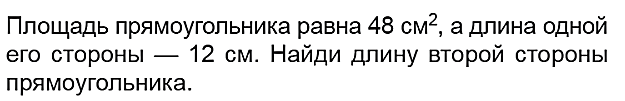 Площадь прямоугольника равна 48 см², а длина одной
его стороны — 12 см. Найди длину второй стороны
прямоугольника.